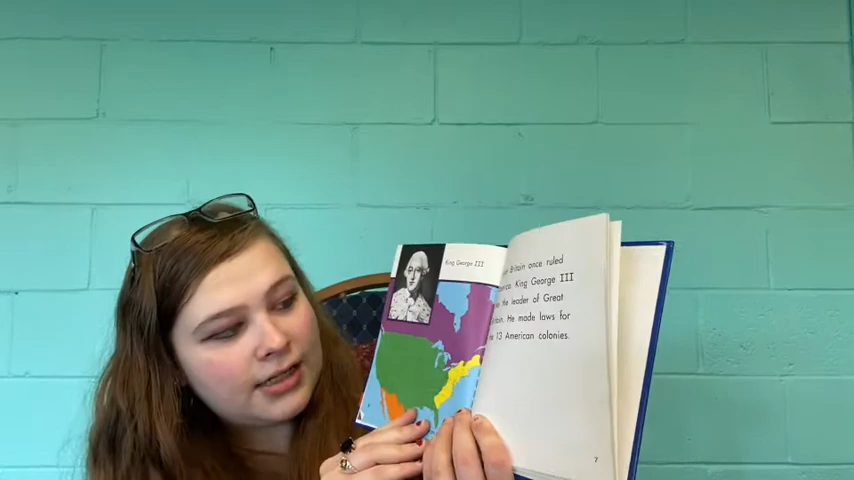 King George III
Britain once ruled
King George III
the leader of Great
He made laws for
13 American colonies.
7